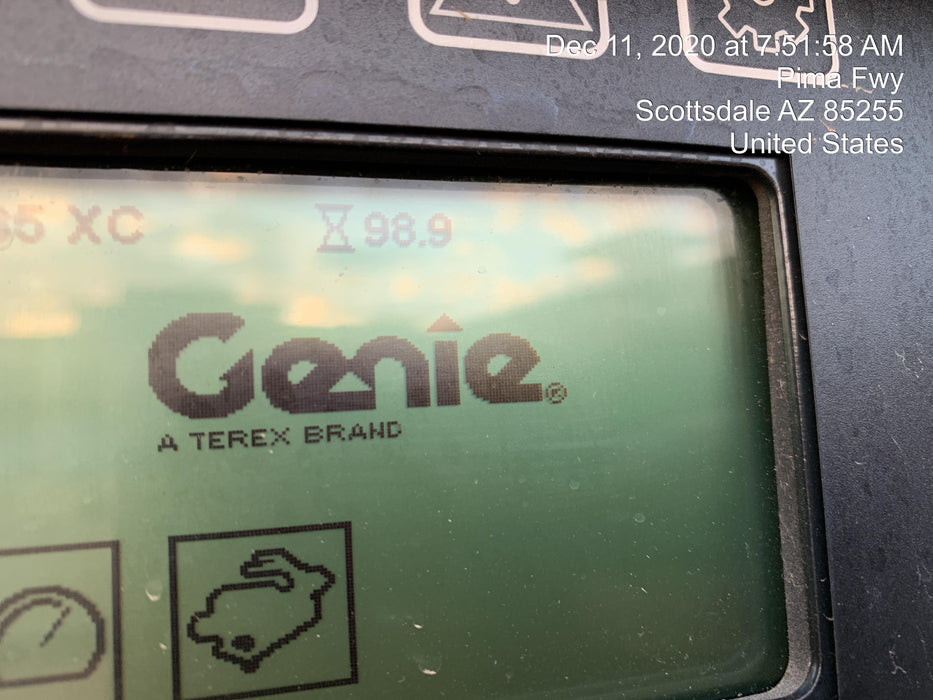 Dec 11, 2020 at 7:51:58 AM
Pima Fwy
Scottsdale AZ 85255
United States
XC 98.9
Genie®
A TEREX BRAND